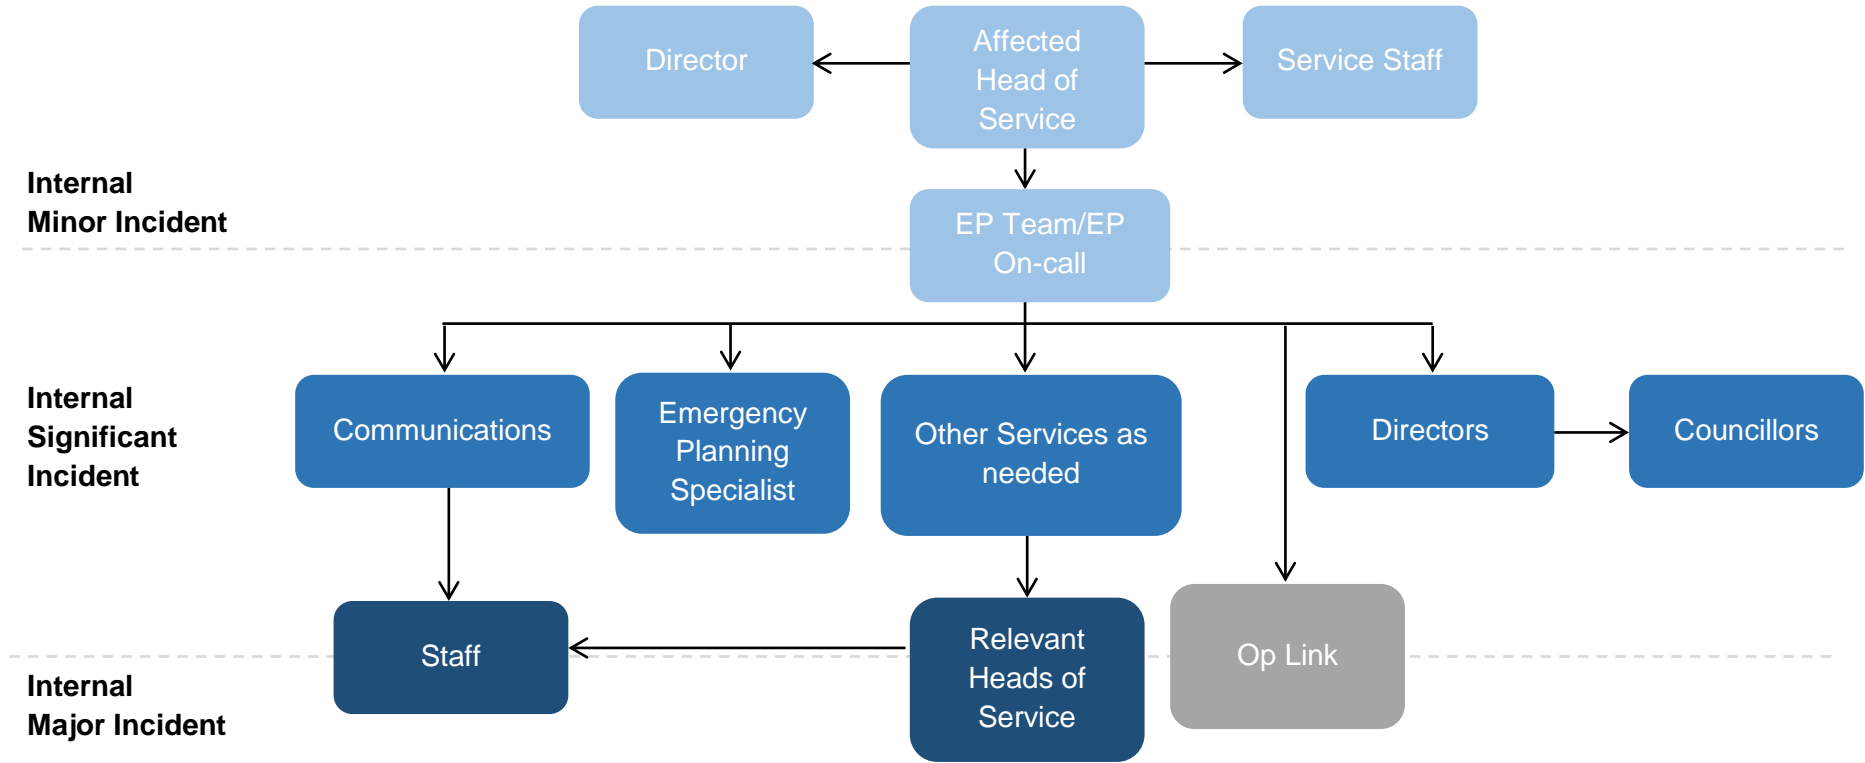 Director
Affected
Head of
Service
Service Staff
Internal
Minor Incident
EP Team/EP
On-call
Internal
Significant
Incident
Communications
Emergency
Planning
Specialist
Other Services as
needed
Directors
Councillors
Staff
Relevant
Heads of
Service
Op Link
Internal
Major Incident